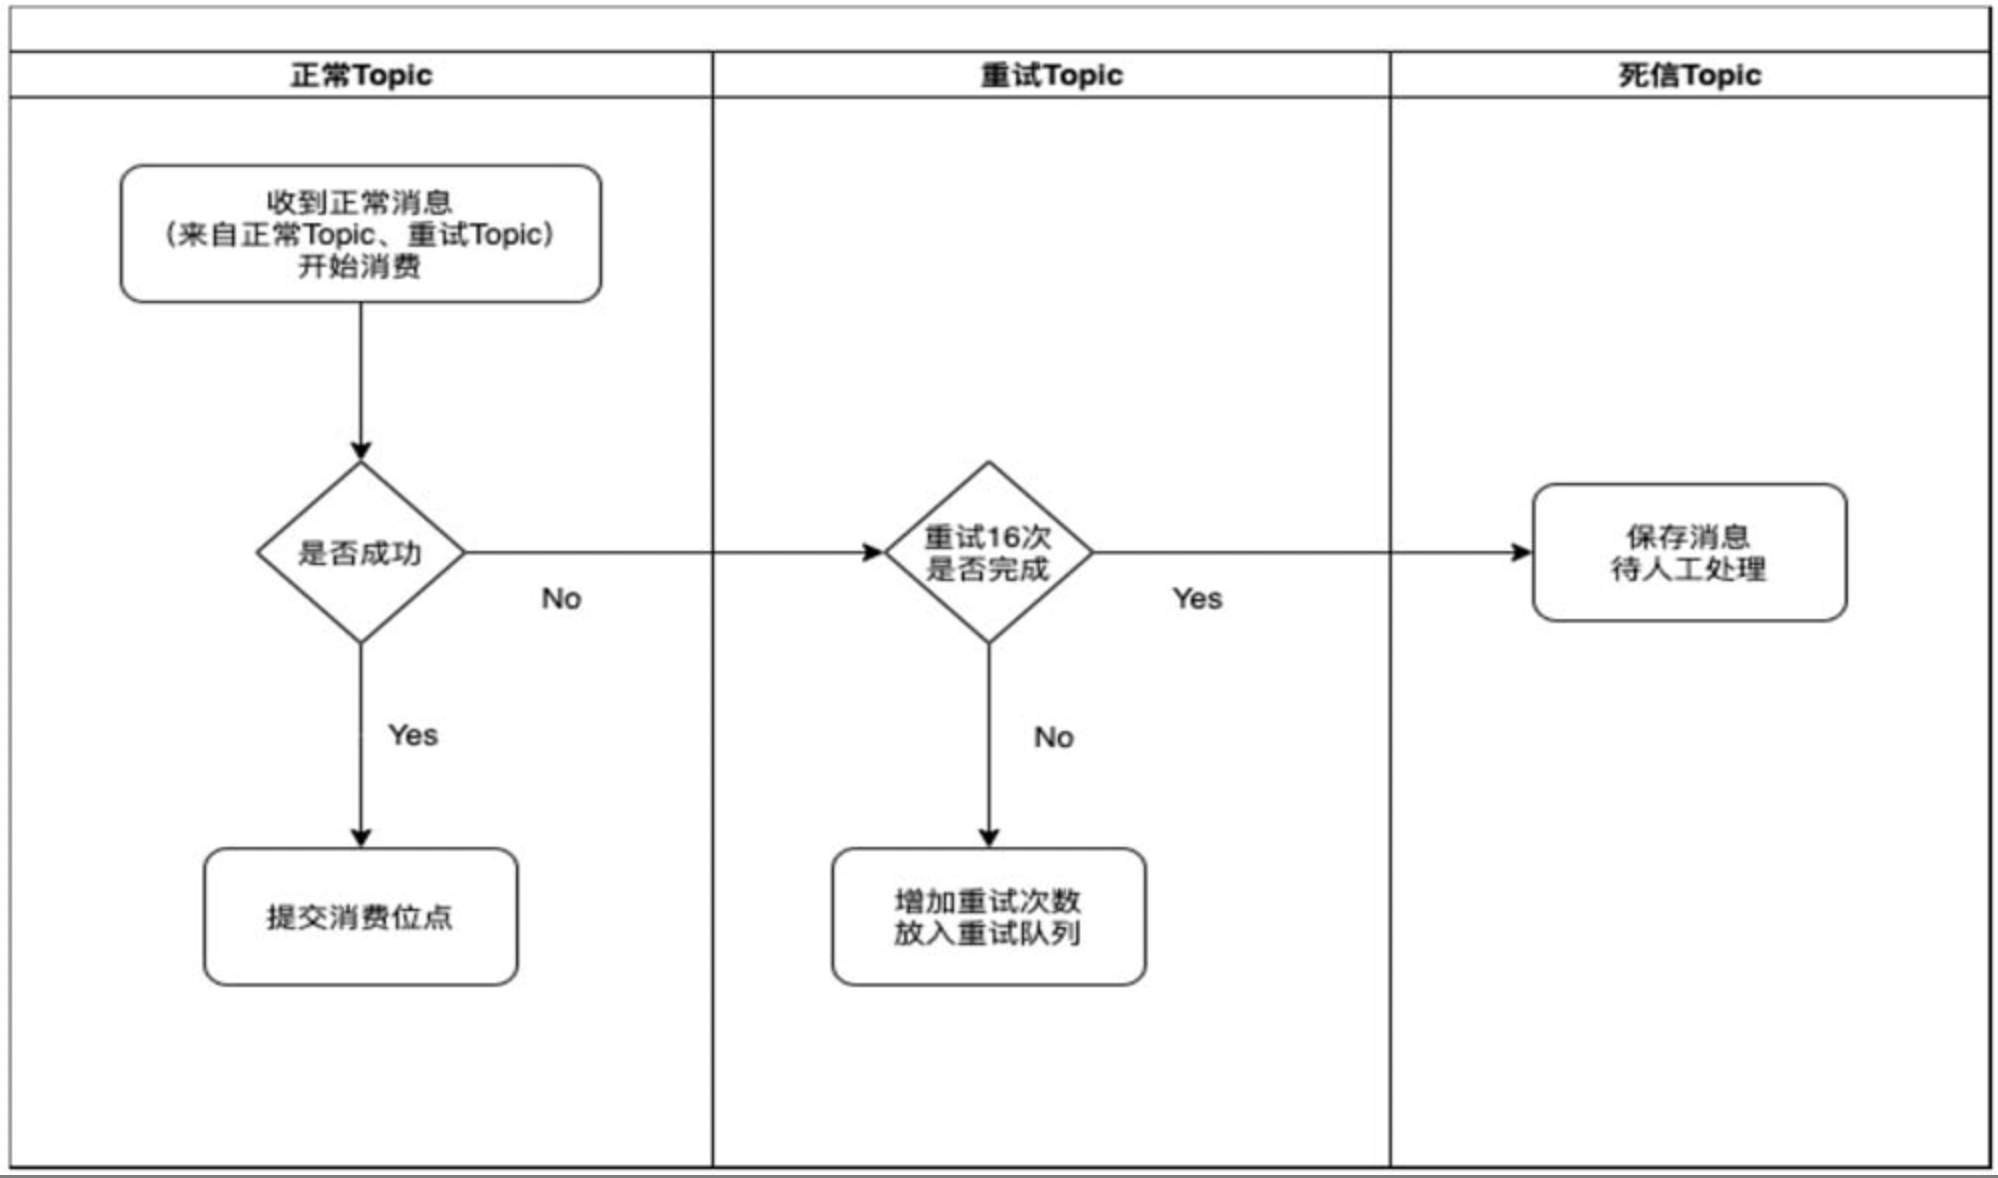 正常Topic
重试Topic
死信Topic
收到正常消息
（来自正常Topic、重试Topic）
开始消费
是否成功
No
重试16次
是否完成
Yes
保存消息
待人工处理
Yes
No
提交消费位点
增加重试次数
放入重试队列